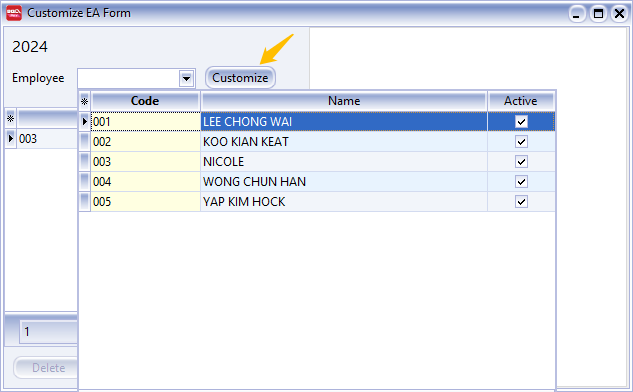 Customize EA Form
2024
Employee Customize
Code Name Active
001 LEE CHONG WAI
002 KOO KIAN KEAT
003 NICOLE
004 WONG CHUN HAN
005 YAP KIM HOCK
003
1
Delete